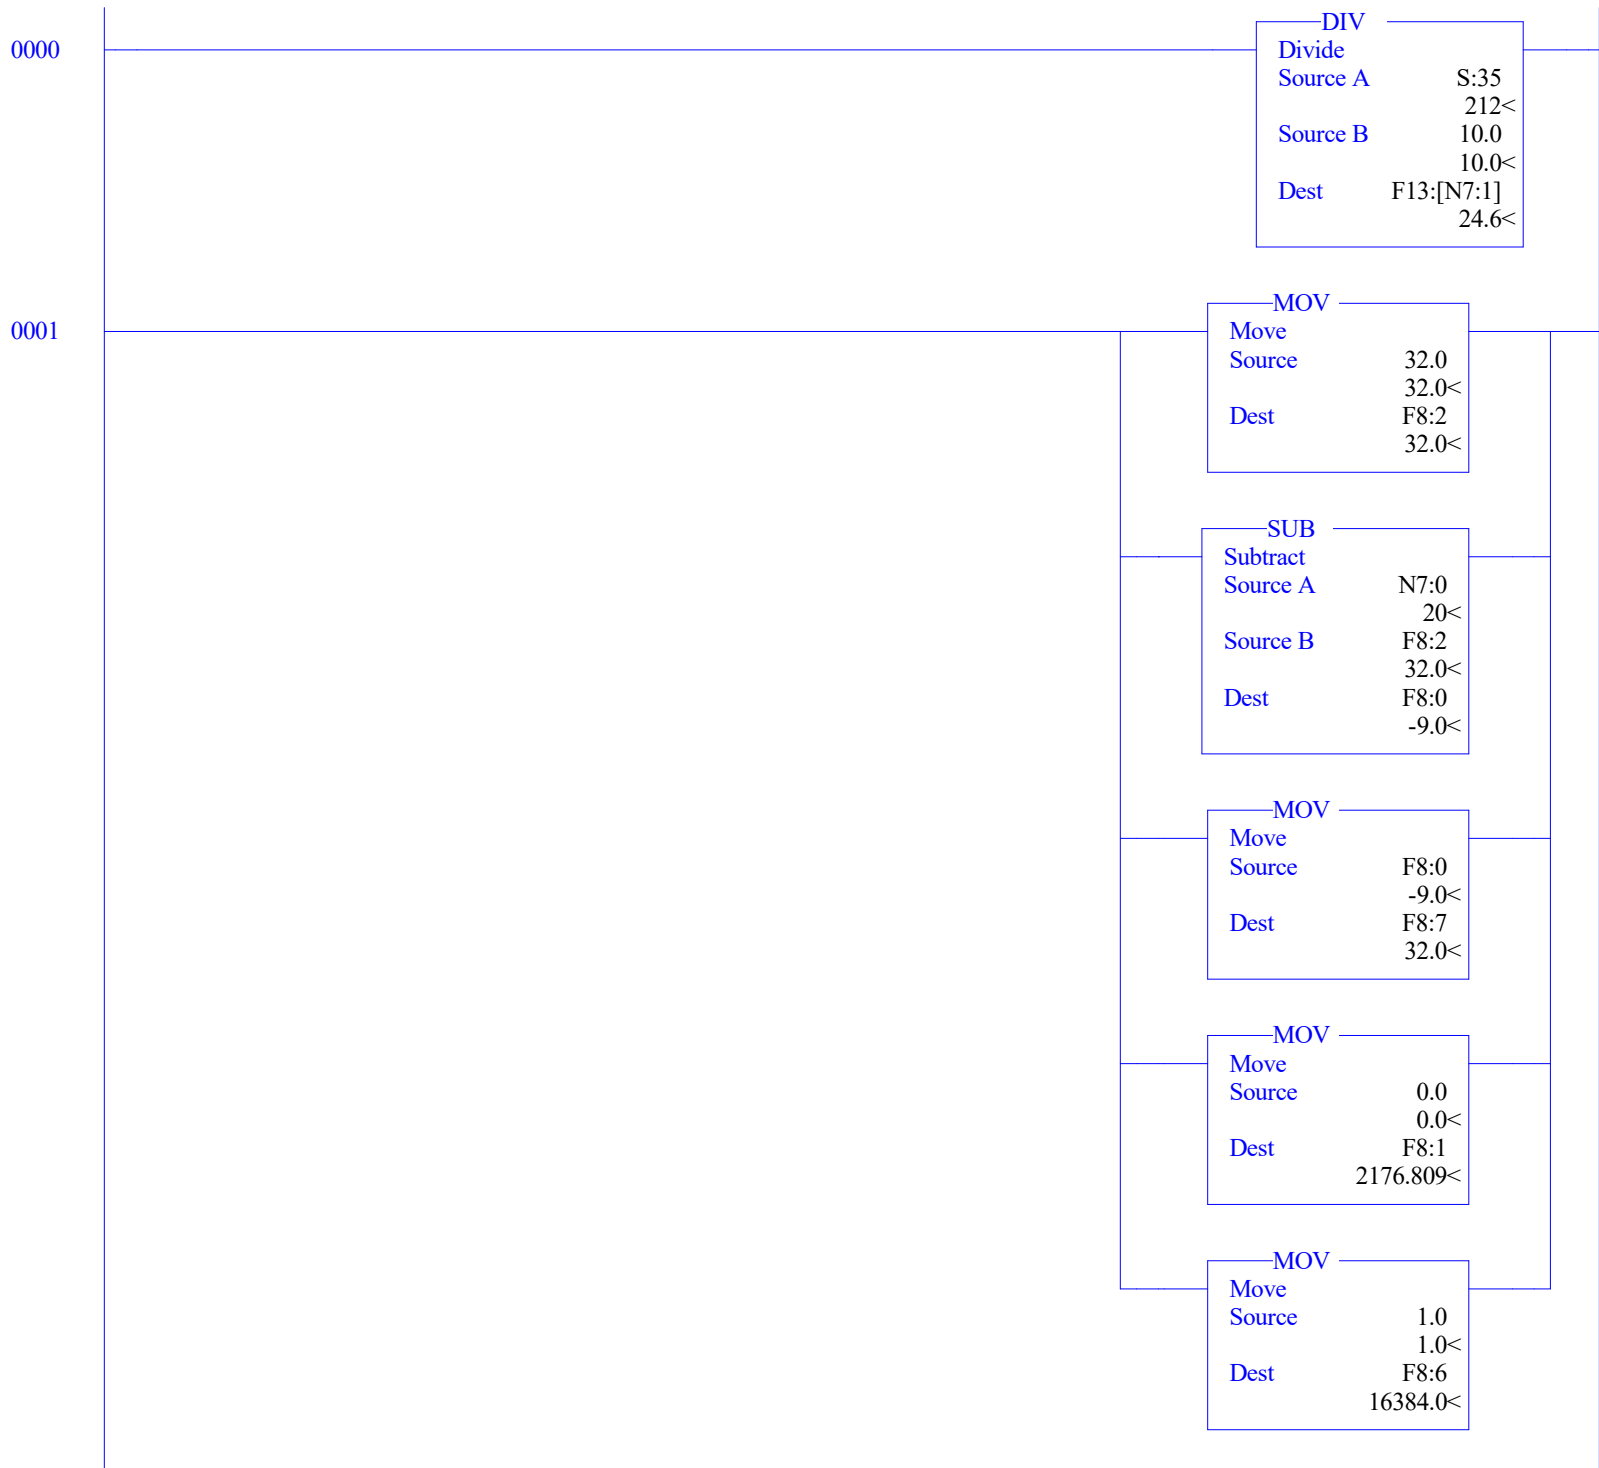 DIV
0000
Divide
Source A S:35
212<
Source B 10.0
10.0<
Dest F13:[N7:1]
24.6<
MOV
0001
Move
Source 32.0
32.0<
Dest F8:2
32.0<
SUB
Subtract
Source A N7:0
20<
Source B F8:2
32.0<
Dest F8:0
-9.0<
MOV
Move
Source F8:0
-9.0<
Dest F8:7
32.0<
MOV
Move
Source 0.0
0.0<
Dest F8:1
2176.809<
MOV
Move
Source 1.0
1.0<
Dest F8:6
16384.0<